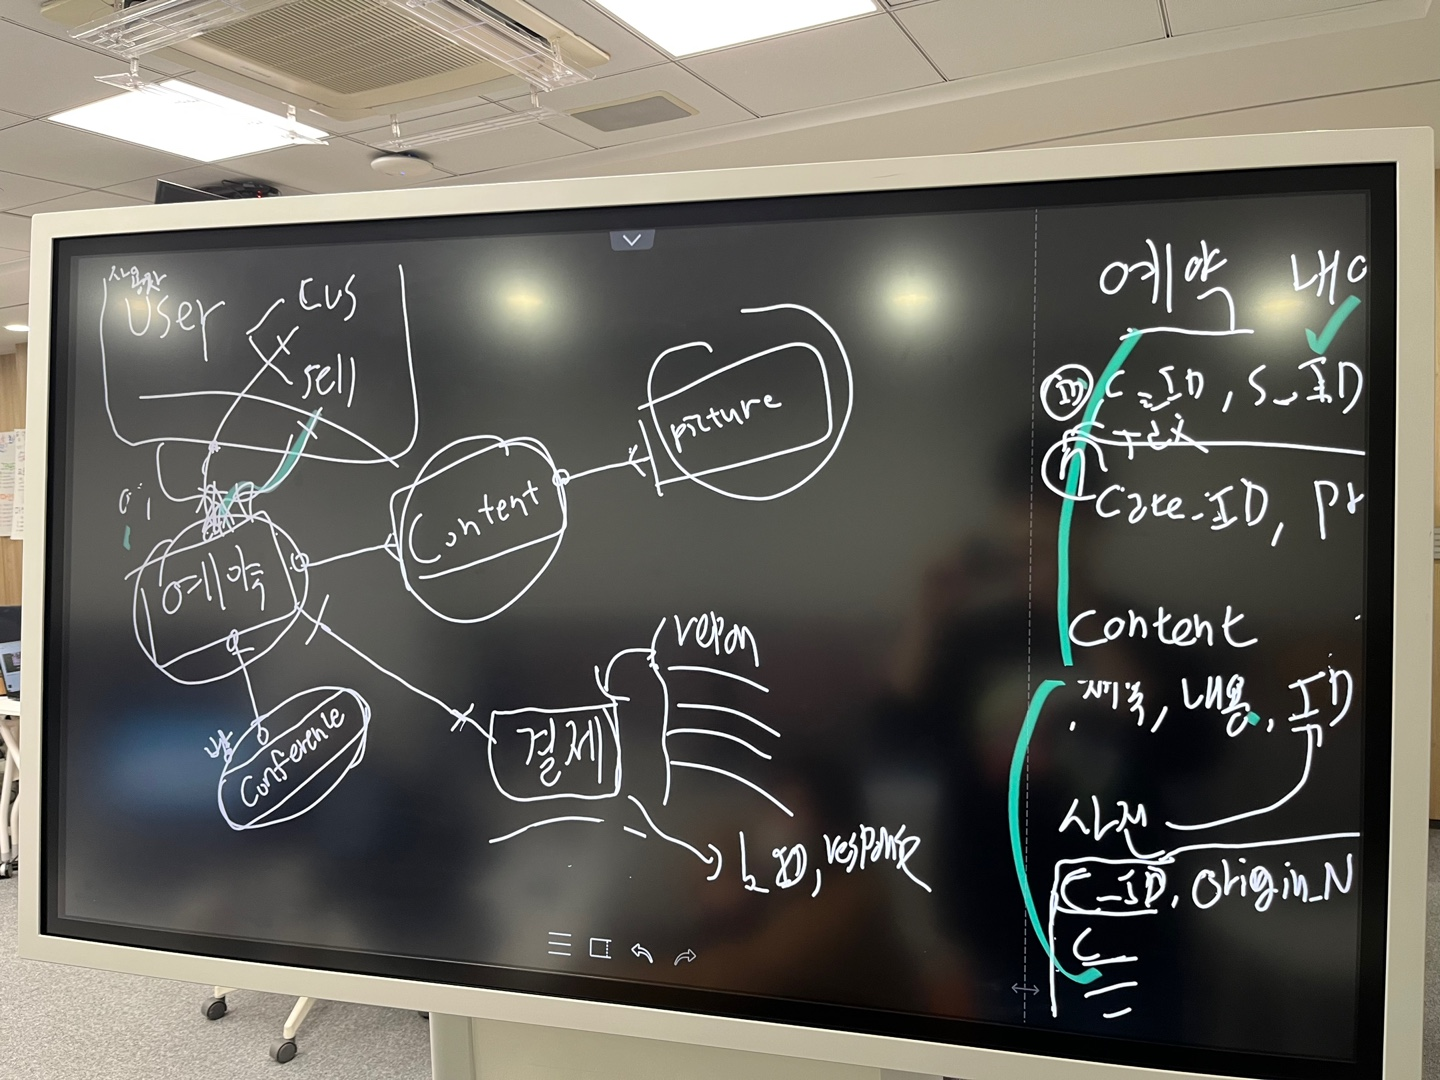 사용자
User
Cus
Sell
예약
Content
picture
방
Conference
결제
repon
ID, response
예약
ID C_ID, S_ID
Cate_ID, Pr
Content
제목, 내용, ID
사진
C_ID, Origin_N
C